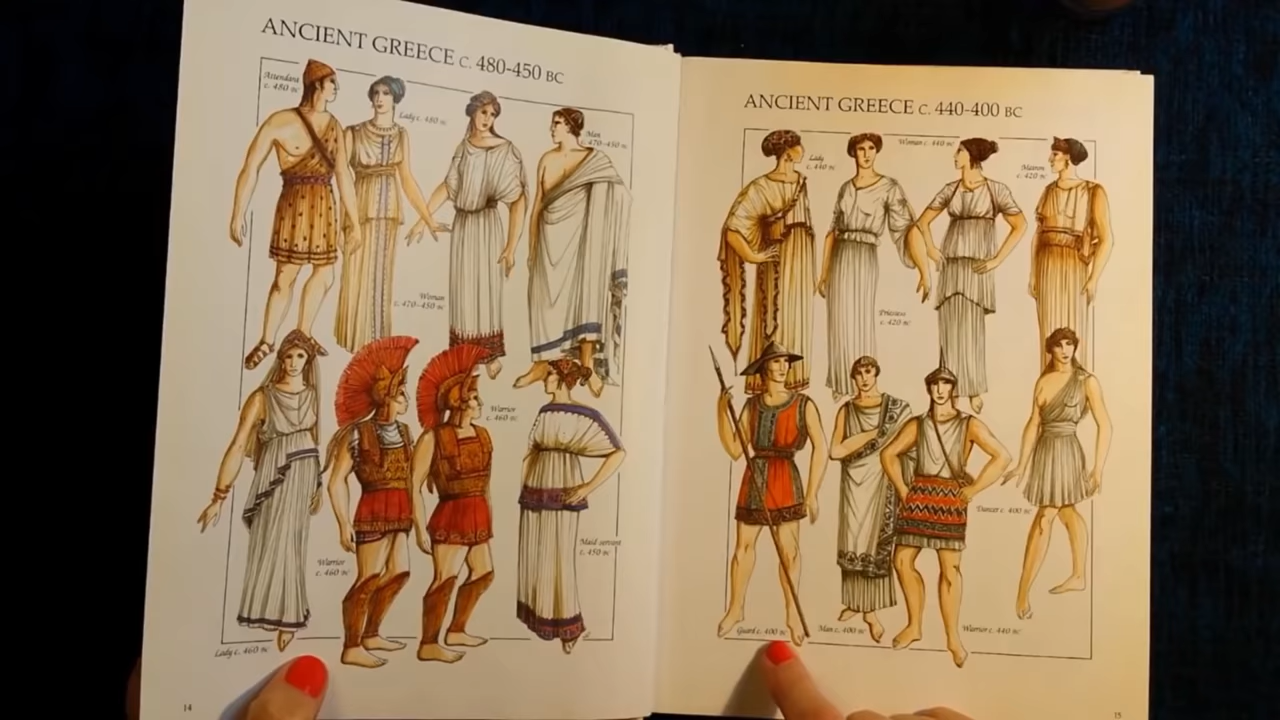 ANCIENT GREECE C. 480-450 BC
Attendant
c. 480 BC
Lady c. 480 BC
Man
c. 470–450 BC
Woman
c. 470–450 BC
Warrior
c. 460 BC
Maid servant
c. 450 BC
Warrior
c. 460 BC
Lady c. 460 BC
14
ANCIENT GREECE C. 440-400 BC
Lady
c. 440 BC
Woman c. 440 BC
Matron
c. 420 BC
Priestess
c. 420 BC
Dancer c. 400 BC
Guard c. 400 BC
Man c. 400 BC
Warrior c. 440 BC
15